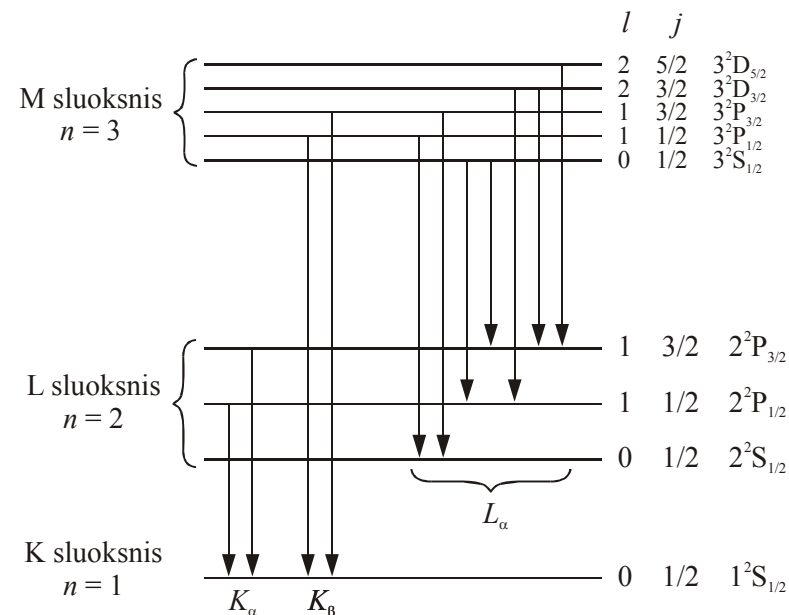 l j
2 5/2 3²D₅/₂
M sluoksnis
n = 3
2 3/2 3²D₃/₂
1 3/2 3²P₃/₂
1 1/2 3²P₁/₂
0 1/2 3²S₁/₂
L sluoksnis
n = 2
1 3/2 2²P₃/₂
1 1/2 2²P₁/₂
0 1/2 2²S₁/₂
Lα
K sluoksnis
n = 1
0 1/2 1²S₁/₂
Kα Kβ